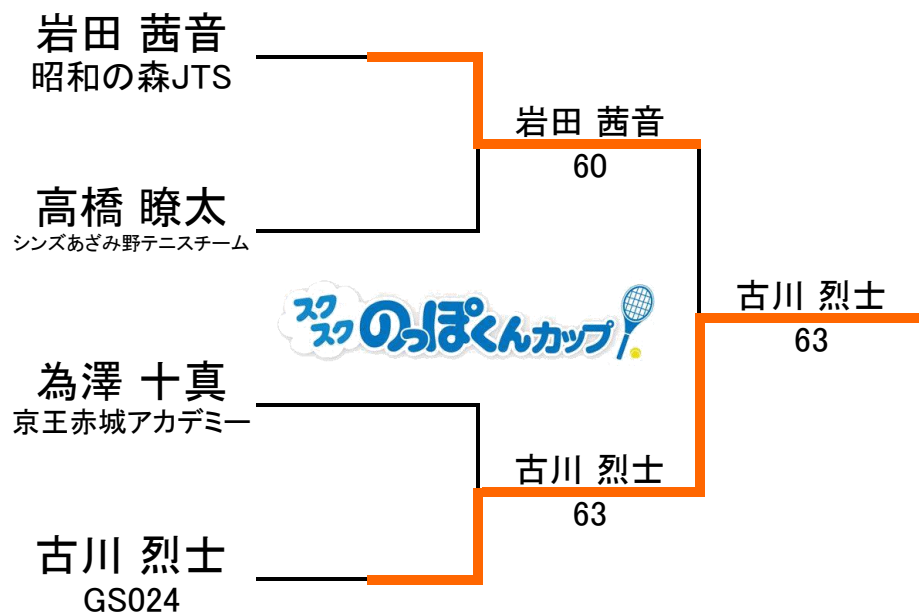 岩田 茜音
昭和の森JTS
岩田 茜音
60
高橋 瞭太
シンズあざみ野テニスチーム
スク
スク
のっぽくんカップ
古川 烈士
63
為澤 十真
京王赤城アカデミー
古川 烈士
63
古川 烈士
GS024